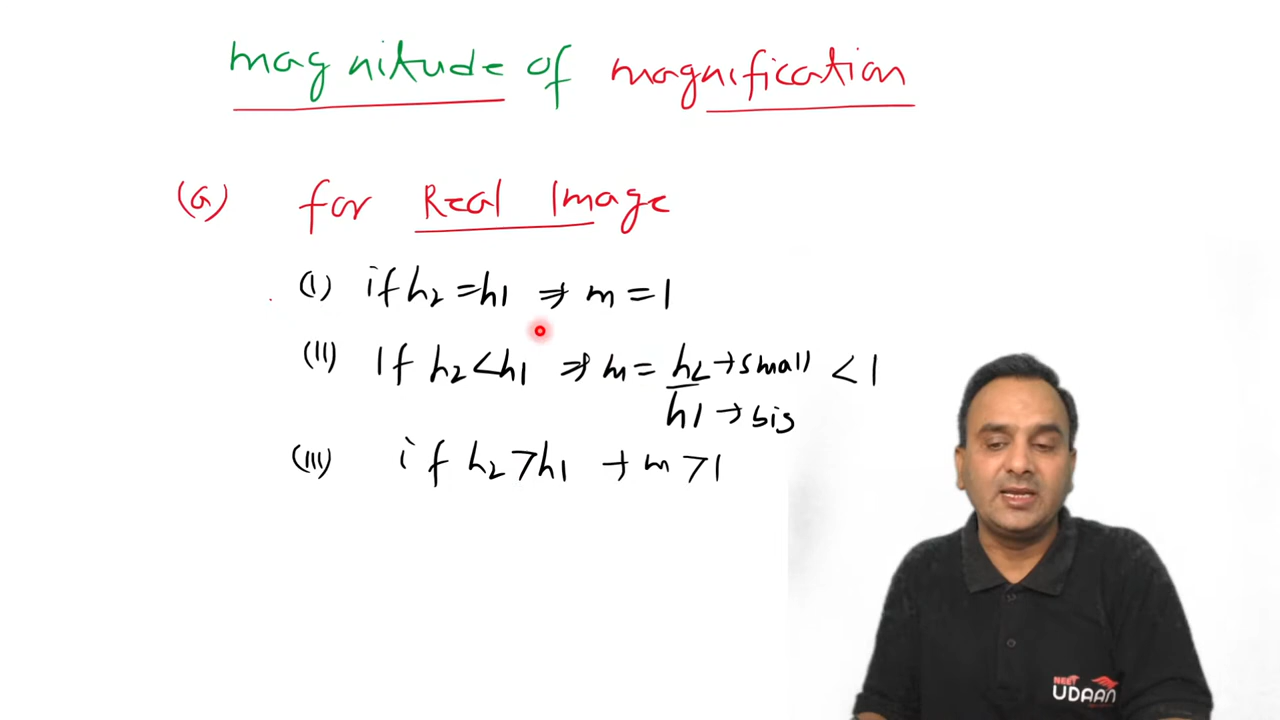 magnitude of magnification
(a) for Real Image
(I) if h₂ = h1 ⇒ m = 1
(II) If h₂ < h1 ⇒ m = h₂ → small < 1
h1 → big
(III) if h₂ > h1 → m > 1
NEET
UDAAN